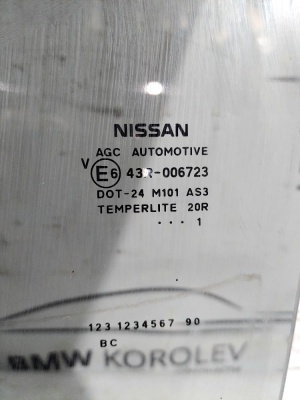 NISSAN
AGC AUTOMOTIVE
V E6 43R-006723
DOT-24 M101 AS3
TEMPERLITE 20R
··· 1
123 1234567 90
BC
BMW KOROLEV